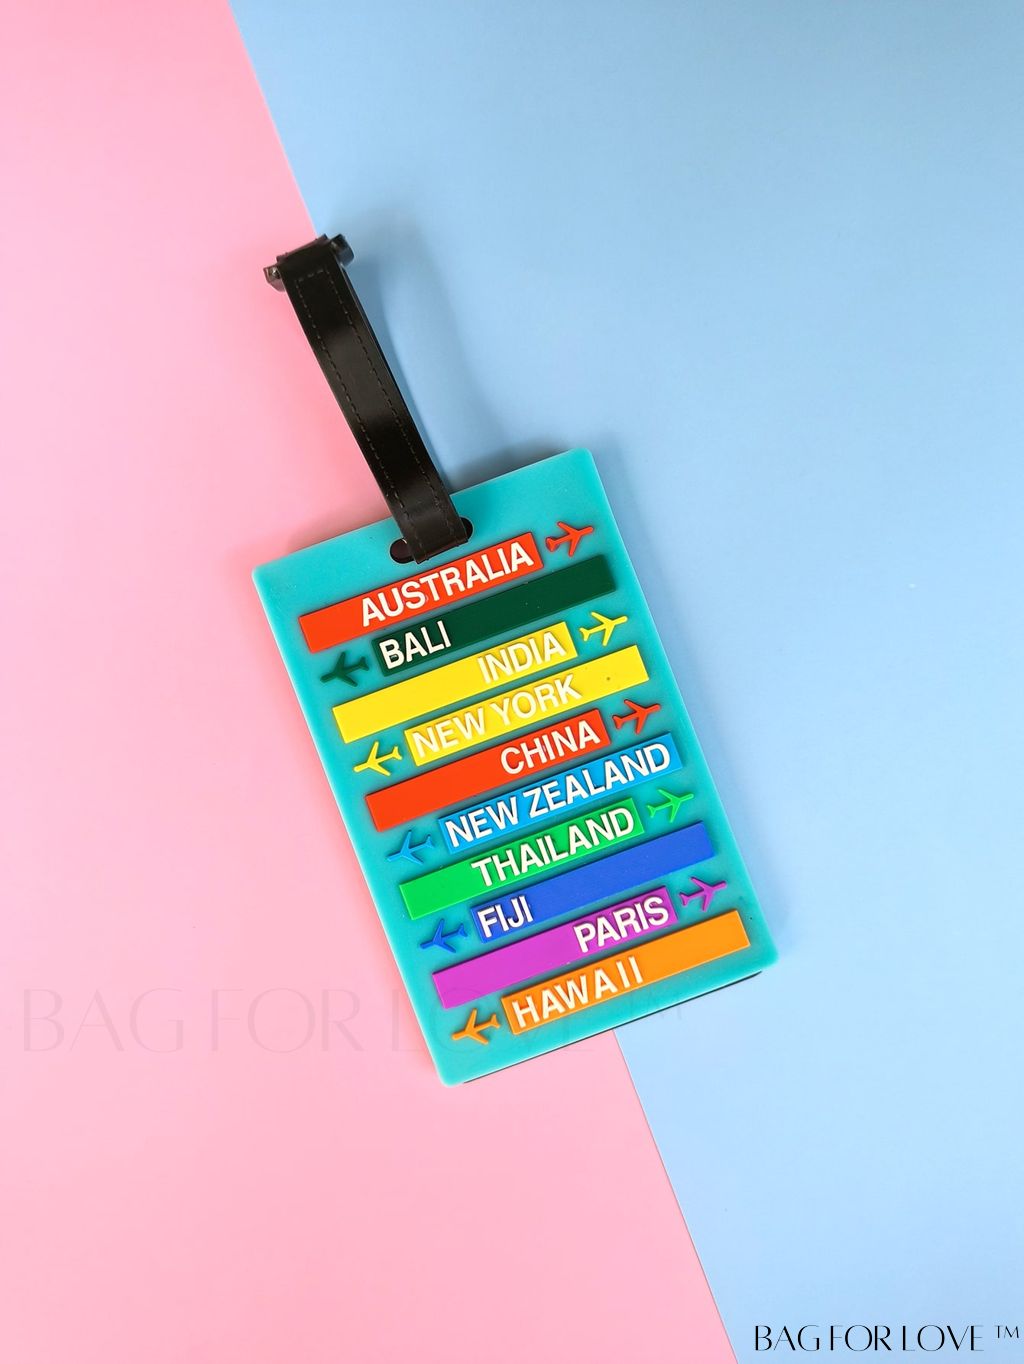 AUSTRALIA
BALI
INDIA
NEW YORK
CHINA
NEW ZEALAND
THAILAND
FIJI
PARIS
HAWAII
BAG FOR LOVE ™
BAG FOR LOVE ™